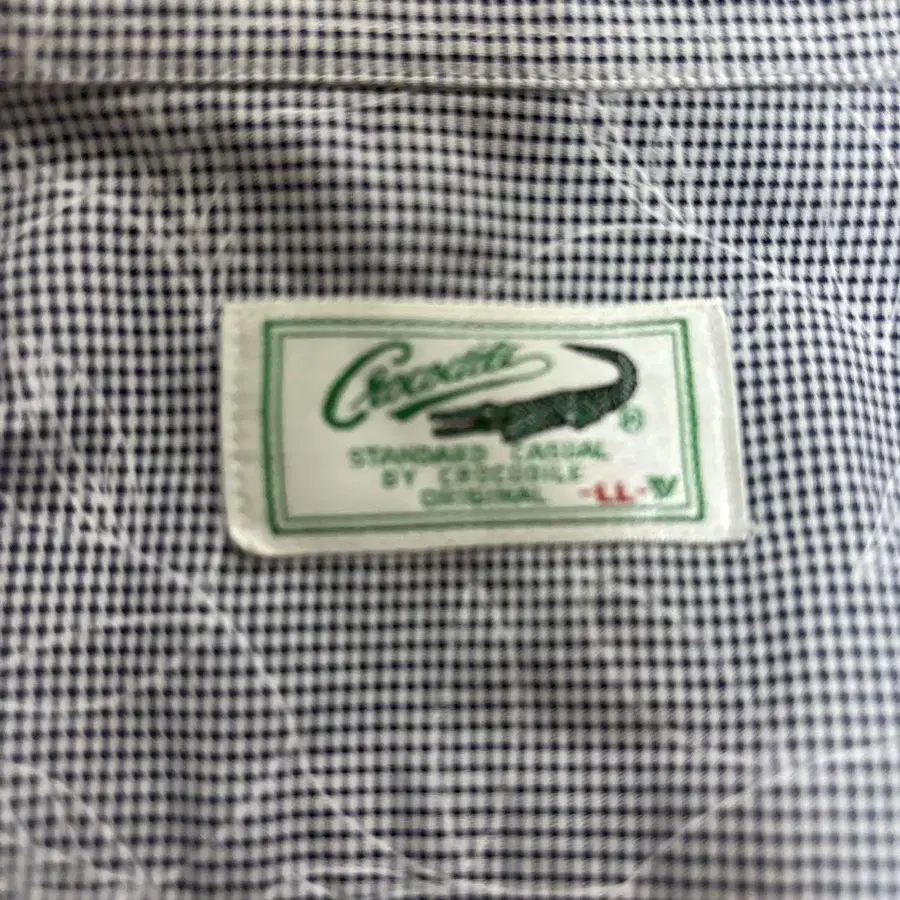 Crocodile
®
STANDARD CASUAL
BY CROCODILE
ORIGINAL -LL-